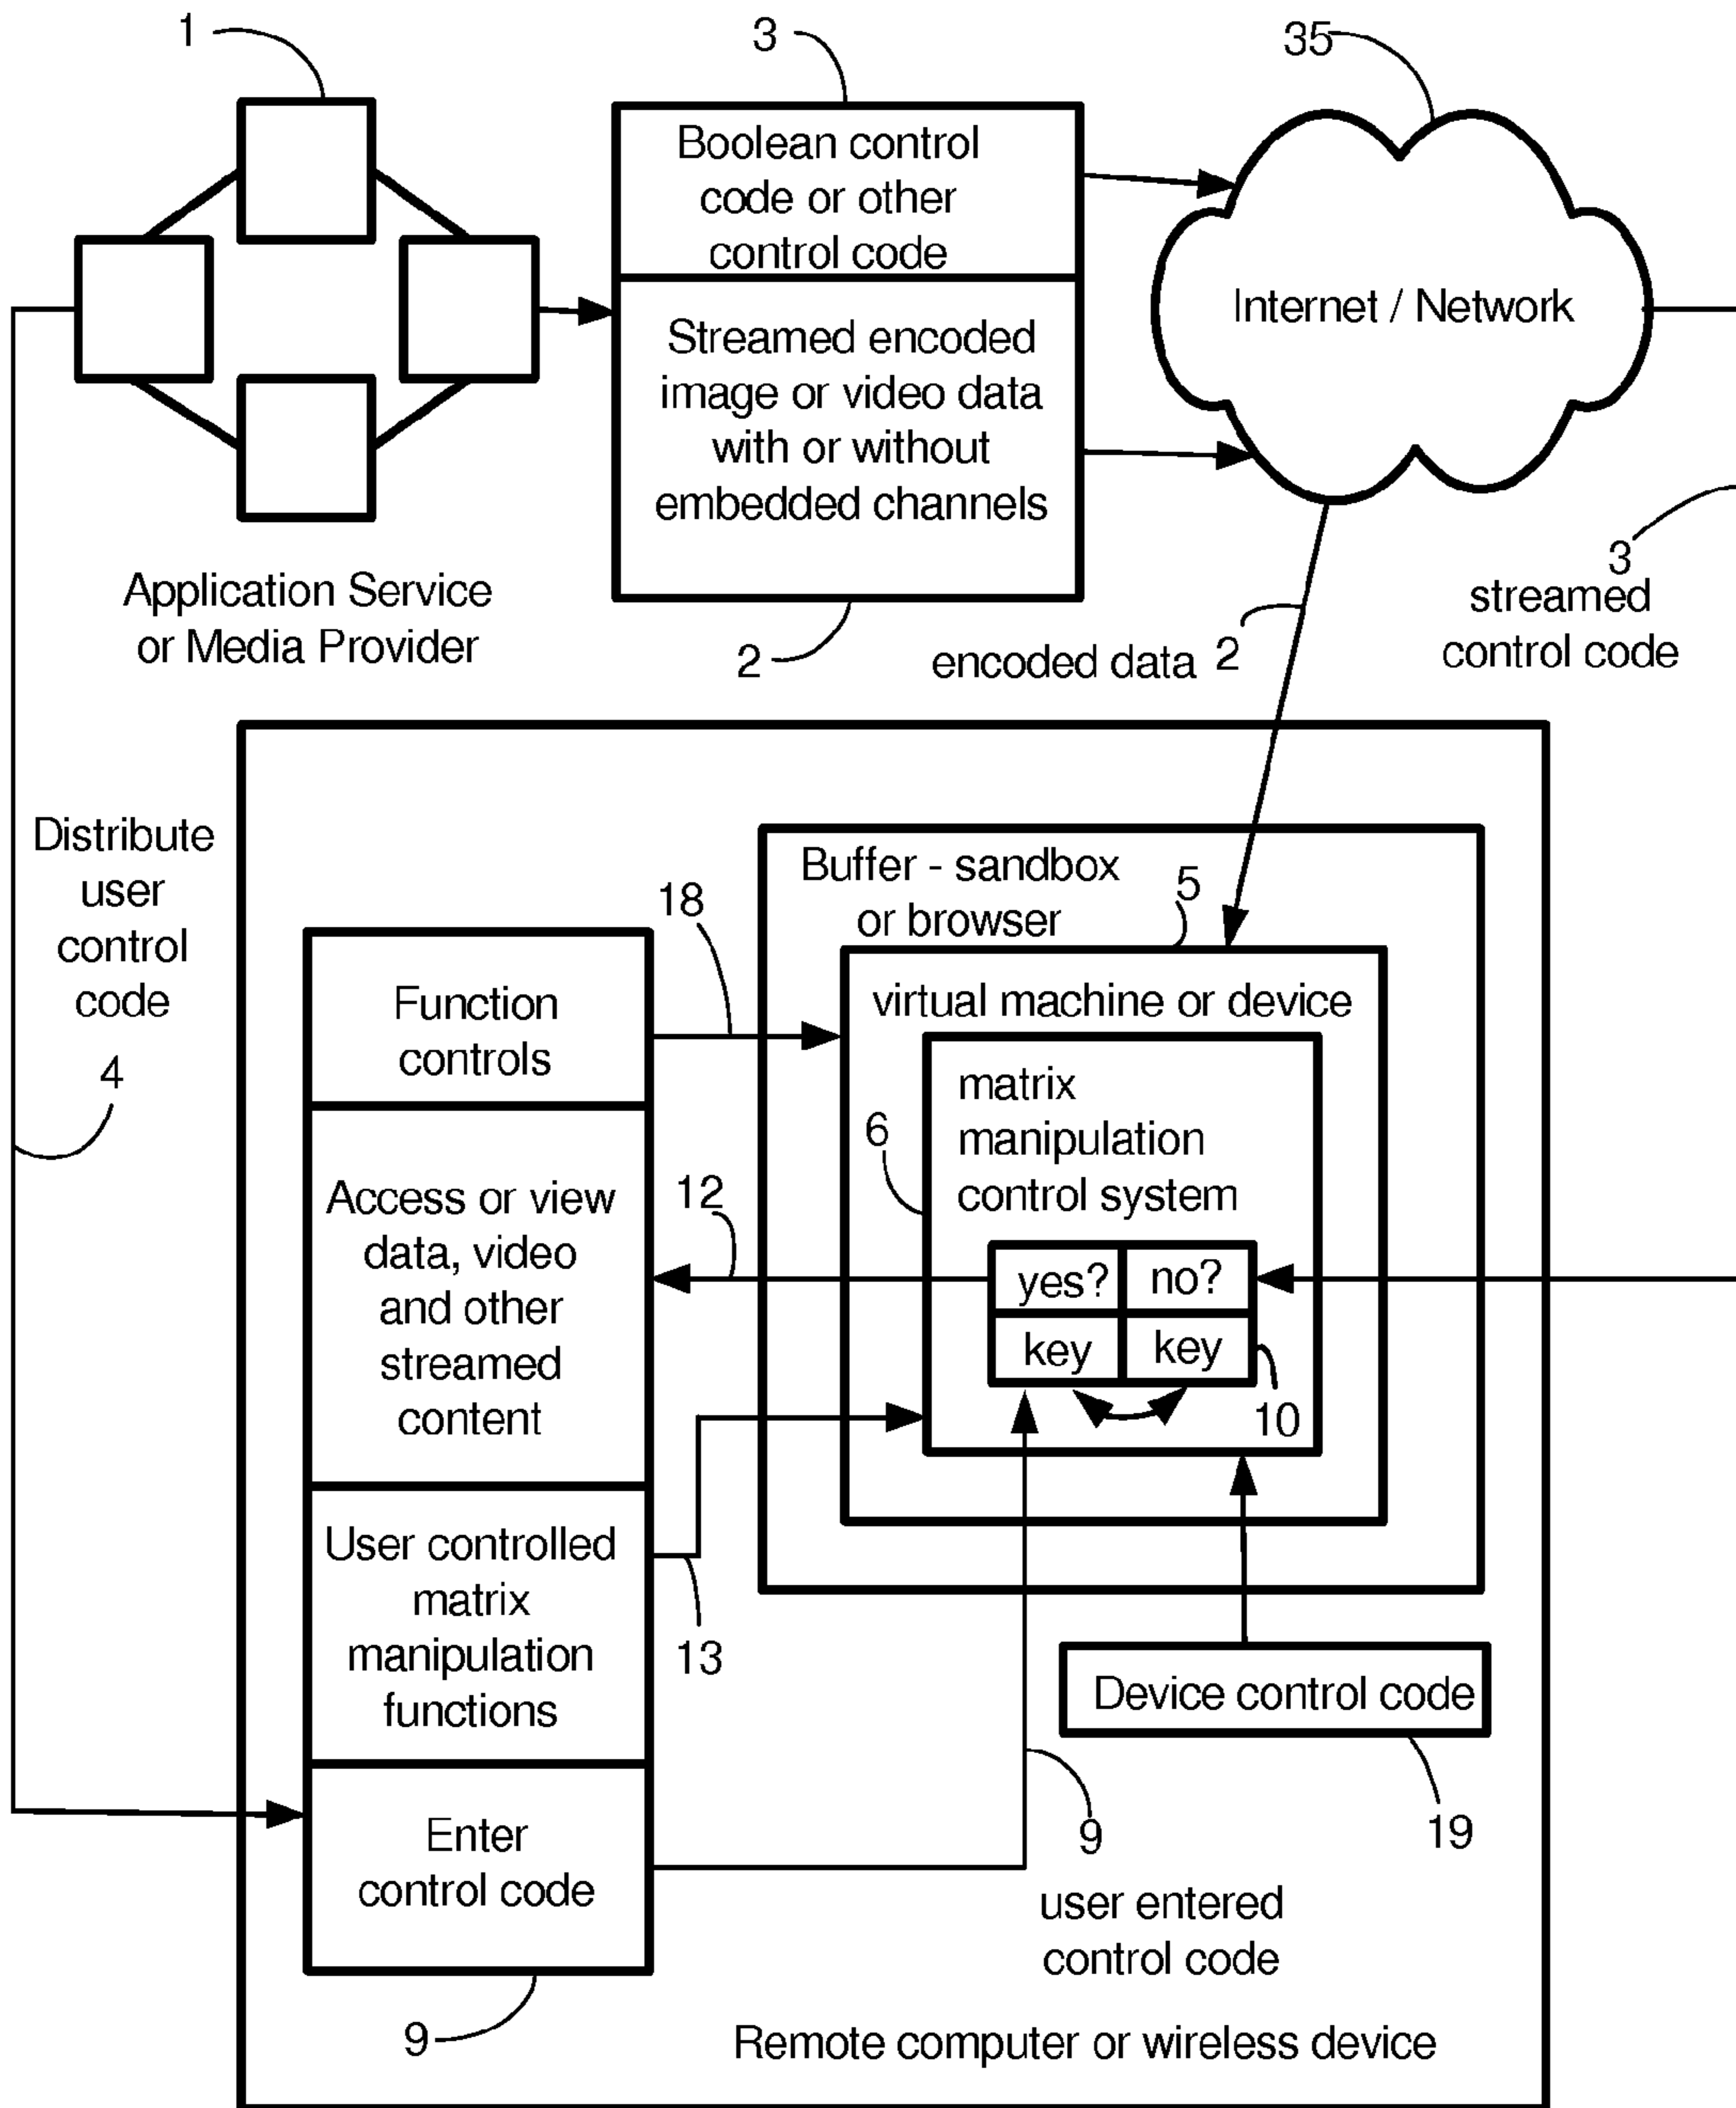 1
3
35
Boolean control
code or other
control code
Internet / Network
Streamed encoded
image or video data
with or without
embedded channels
Application Service
or Media Provider
2
encoded data 2
3
streamed
control code
Distribute
user
control
code
4
Buffer - sandbox
or browser
5
18
Function
controls
virtual machine or device
matrix
manipulation
control system
6
12
Access or view
data, video
and other
streamed
content
yes?
no?
key
key
10
User controlled
matrix
manipulation
functions
13
Device control code
19
Enter
control code
9
user entered
control code
9
Remote computer or wireless device